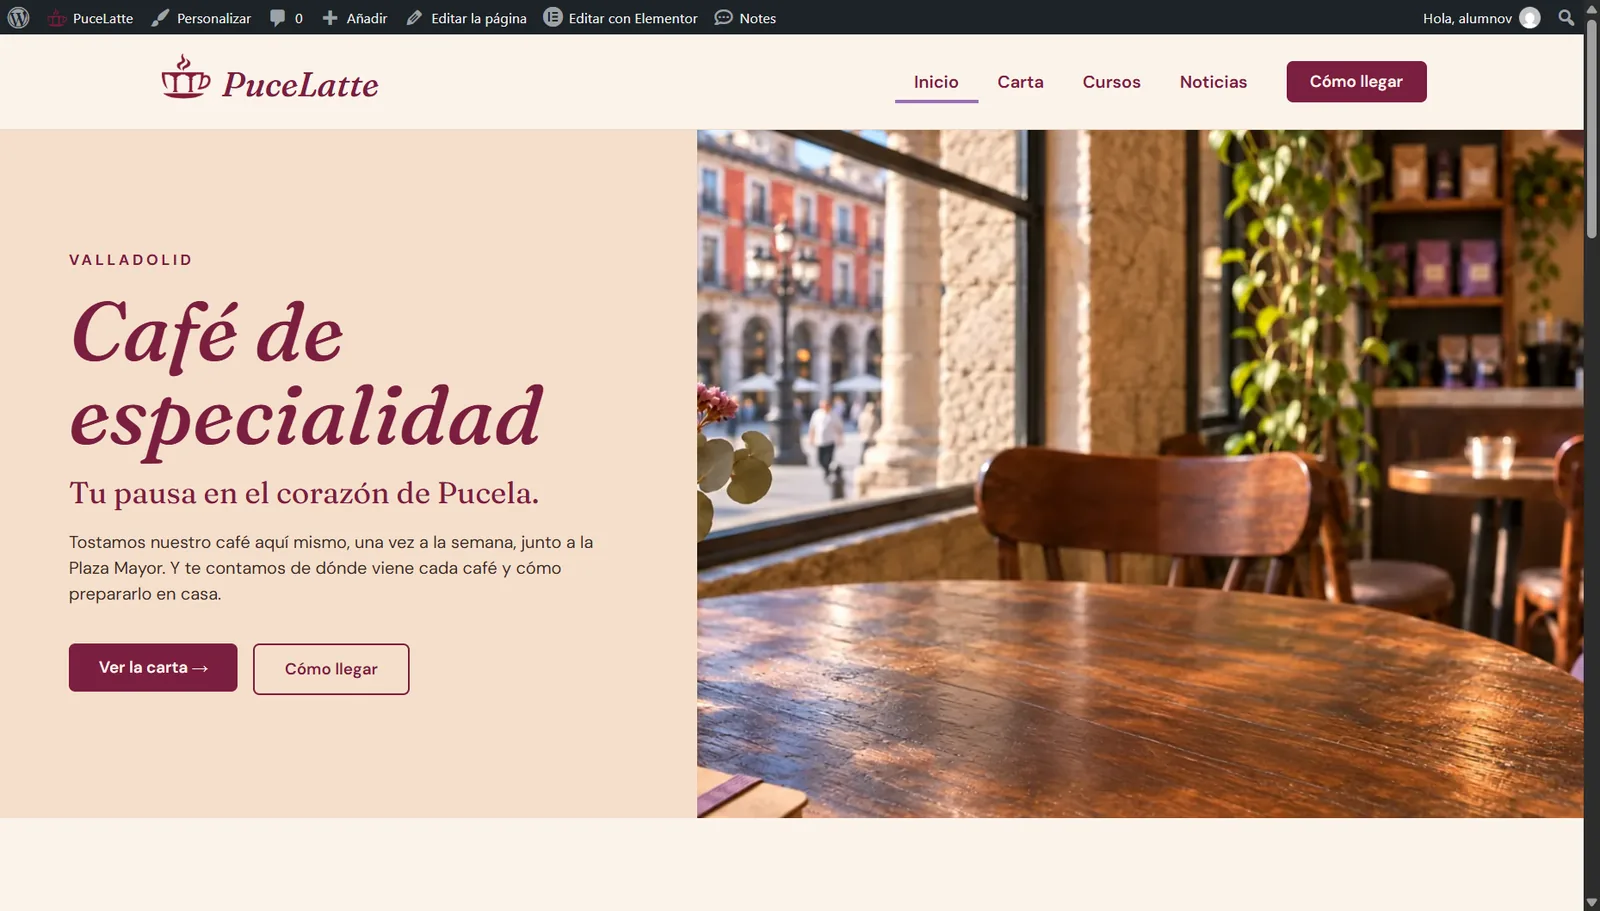 PuceLatte
Personalizar
0
Añadir
Editar la página
Editar con Elementor
Notes
Hola, alumnov
PuceLatte
Inicio
Carta
Cursos
Noticias
Cómo llegar
VALLADOLID
Café de
especialidad
Tu pausa en el corazón de Pucela.
Tostamos nuestro café aquí mismo, una vez a la semana, junto a la
Plaza Mayor. Y te contamos de dónde viene cada café y cómo
prepararlo en casa.
Ver la carta →
Cómo llegar